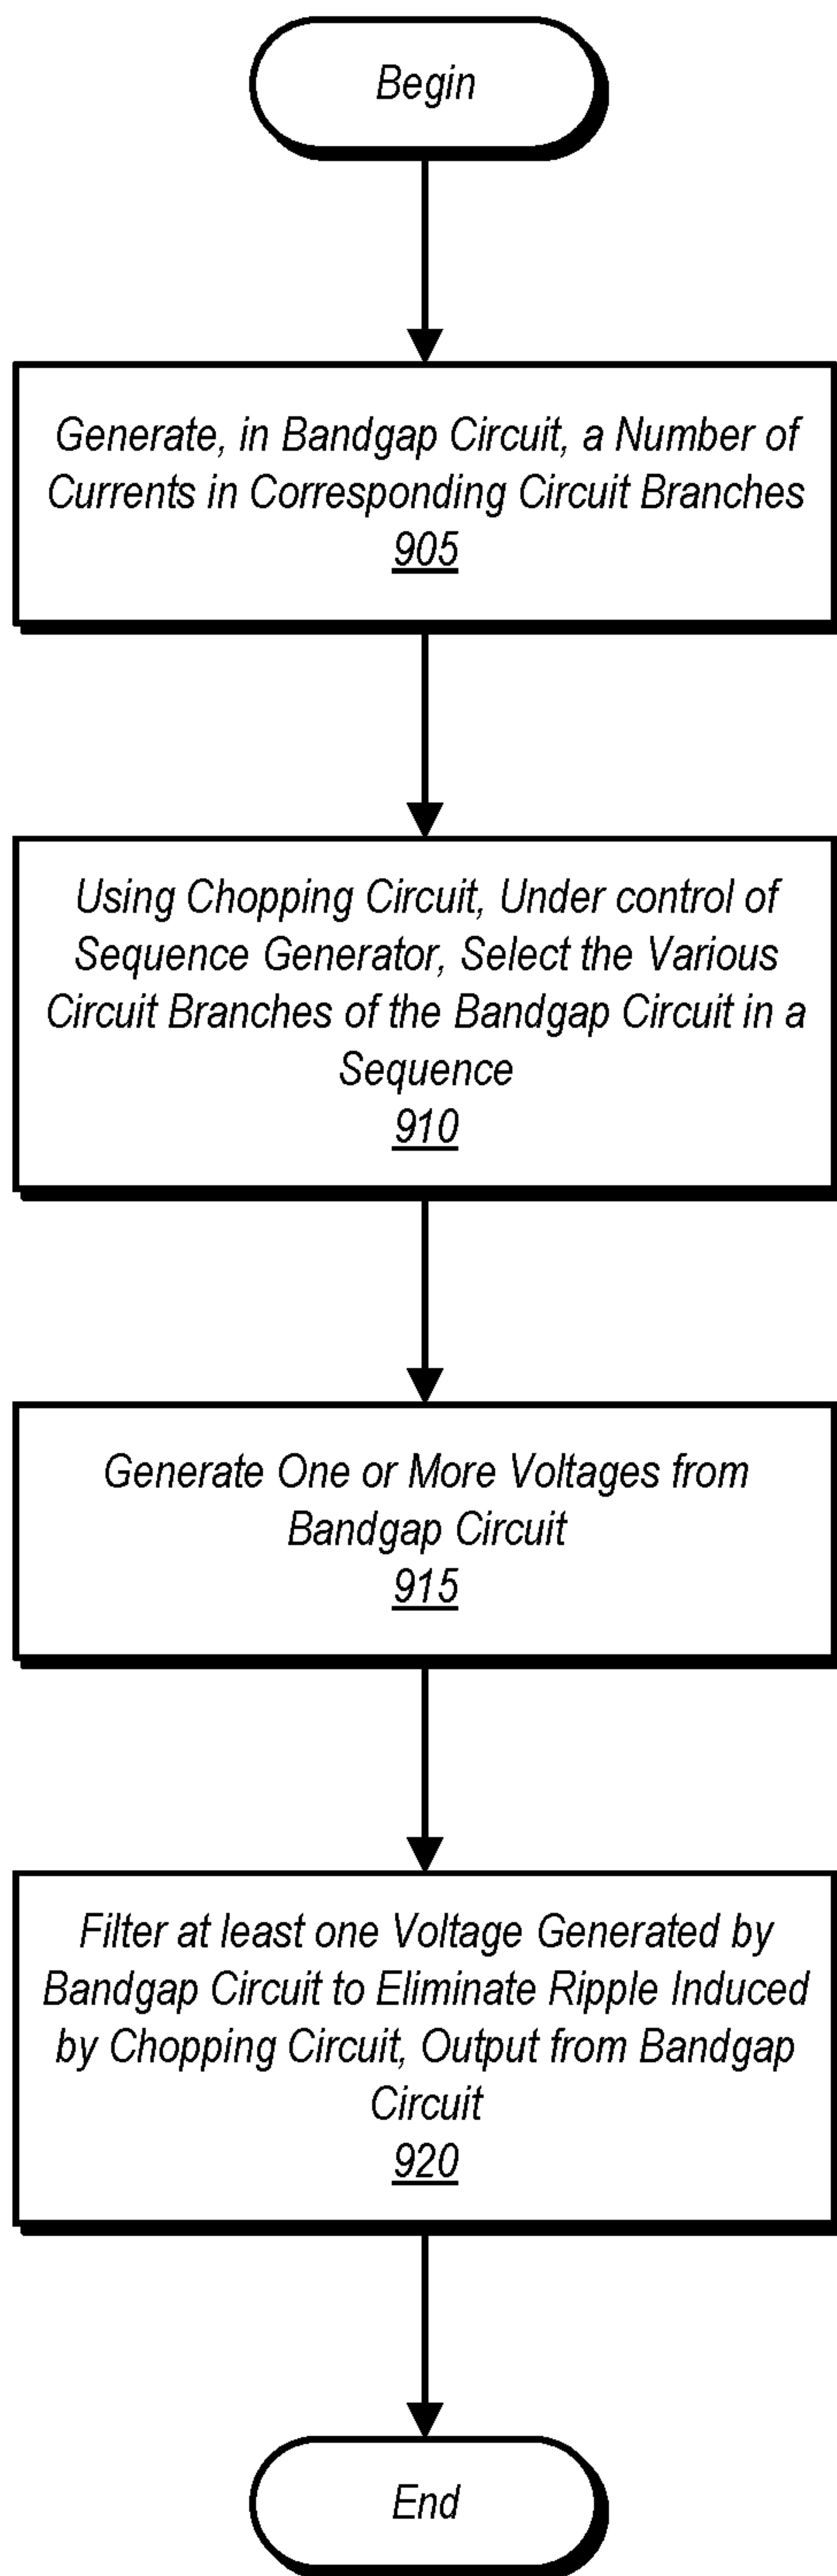 Begin
Generate, in Bandgap Circuit, a Number of
Currents in Corresponding Circuit Branches
905
Using Chopping Circuit, Under control of
Sequence Generator, Select the Various
Circuit Branches of the Bandgap Circuit in a
Sequence
910
Generate One or More Voltages from
Bandgap Circuit
915
Filter at least one Voltage Generated by
Bandgap Circuit to Eliminate Ripple Induced
by Chopping Circuit, Output from Bandgap
Circuit
920
End